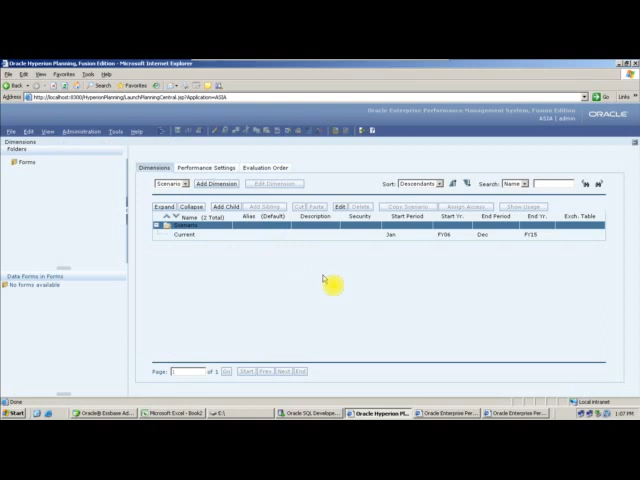 Oracle Hyperion Planning, Fusion Edition - Microsoft Internet Explorer
File Edit View Favorites Tools Help
Back Search Favorites
Address http://localhost:8300/HyperionPlanning/LaunchPlanningCentral.jsp?Application=ASIA Go Links »
Oracle Enterprise Performance Management System, Fusion Edition
ASIA | admin
ORACLE
File Edit View Administration Tools Help
Dimensions
Folders
Forms
Dimensions Performance Settings Evaluation Order
Scenario Add Dimension Edit Dimension Sort: Descendants Search: Name
Expand Collapse Add Child Add Sibling Cut Paste Edit Delete Copy Scenario Assign Access Show Usage
Name (2 Total) Alias (Default) Description Security Start Period Start Yr. End Period End Yr. Exch. Table
Scenario
Current Jan FY06 Dec FY15
Data Forms in Forms
No forms available
Page: 1 of 1 Go Start Prev Next End
Done Local intranet
Start Oracle® Essbase Ad... Microsoft Excel - Book2 E:\ Oracle SQL Develope... Oracle Hyperion Pl... Oracle Enterprise Per... Oracle Enterprise Per... 1:07 PM